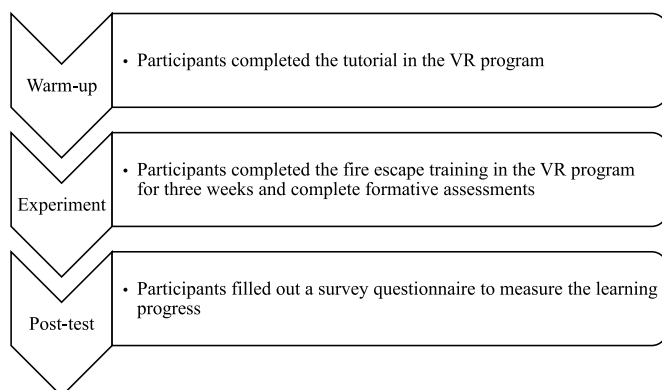 Warm-up
• Participants completed the tutorial in the VR program
Experiment
• Participants completed the fire escape training in the VR program
for three weeks and complete formative assessments
Post-test
• Participants filled out a survey questionnaire to measure the learning
progress